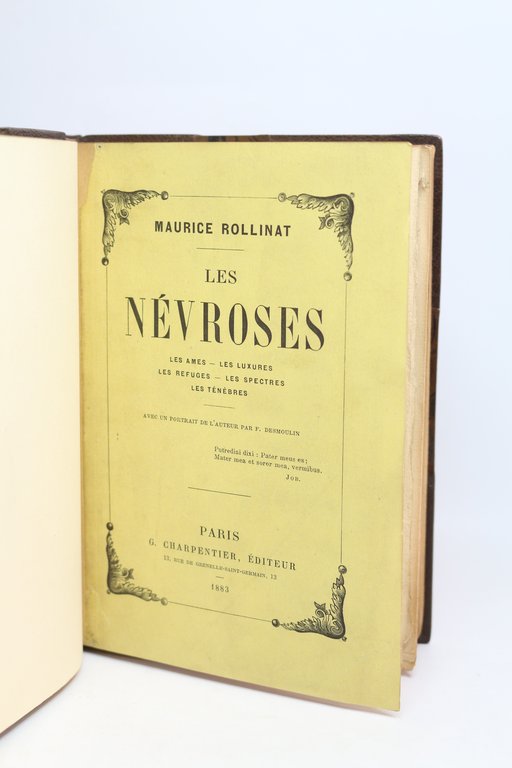 MAURICE ROLLINAT
LES
NÉVROSES
LES AMES — LES LUXURES
LES REFUGES — LES SPECTRES
LES TÉNÈBRES
AVEC UN PORTRAIT DE L'AUTEUR PAR F. DESMOULIN
Putredini dixi : Pater meus es;
Mater mea et soror mea, vermibus.
JOB.
PARIS
G. CHARPENTIER, ÉDITEUR
13, RUE DE GRENELLE-SAINT-GERMAIN, 13
1883